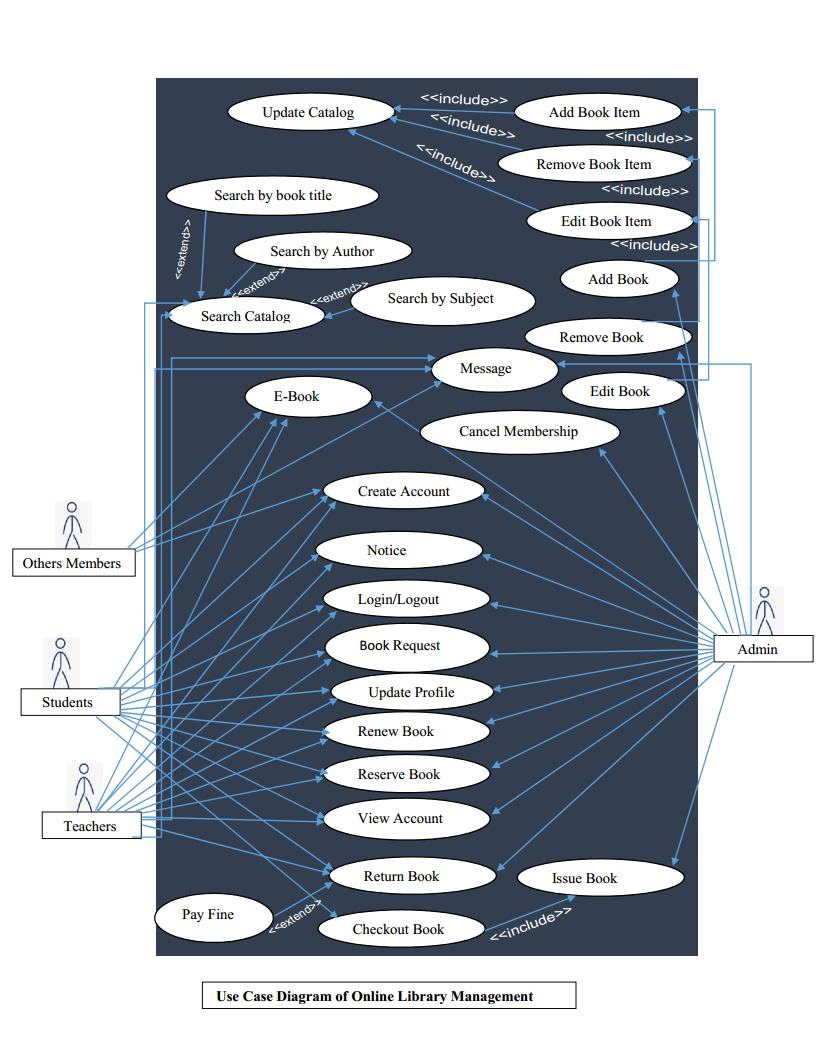 <<include>>
Update Catalog
Add Book Item
<<include>>
<<include>>
<<include>>
Remove Book Item
<<include>>
Search by book title
Edit Book Item
<<extend>>
<<include>>
Search by Author
Add Book
<<extend>>
<<extend>>
Search by Subject
Search Catalog
Remove Book
Message
E-Book
Edit Book
Cancel Membership
Create Account
Notice
Others Members
Login/Logout
Book Request
Admin
Update Profile
Students
Renew Book
Reserve Book
View Account
Teachers
Return Book
Issue Book
Pay Fine
<<extend>>
<<include>>
Checkout Book
Use Case Diagram of Online Library Management